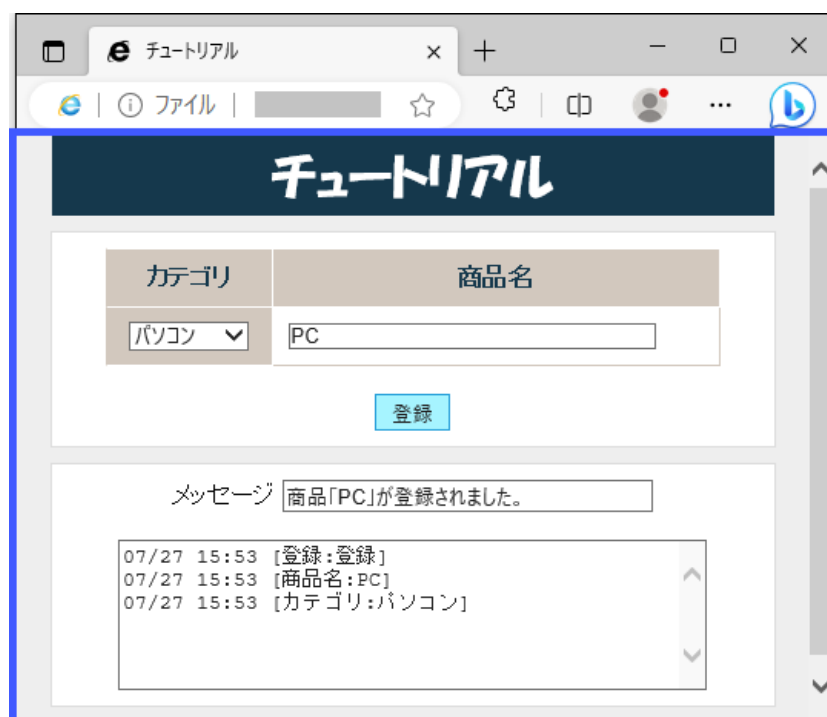 チュートリアル
ファイル
チュートリアル
カテゴリ 商品名
パソコン PC
登録
メッセージ 商品「PC」が登録されました。
07/27 15:53 [登録:登録]
07/27 15:53 [商品名:PC]
07/27 15:53 [カテゴリ:パソコン]